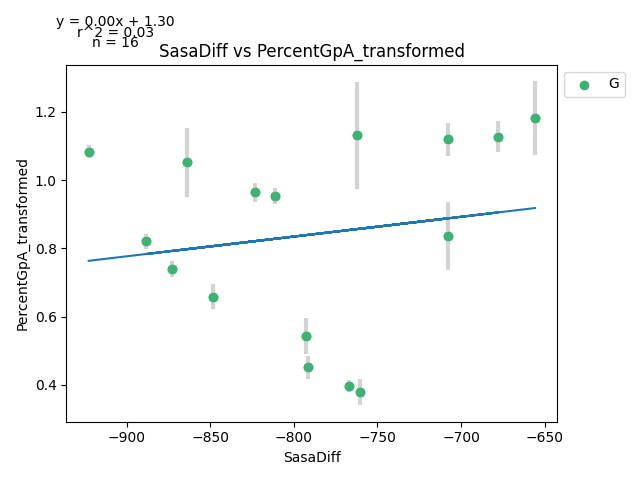 y = 0.00x + 1.30
r^2 = 0.03
n = 16
SasaDiff vs PercentGpA_transformed
G
1.2
1.0
0.8
0.6
0.4
PercentGpA_transformed
−900
−850
−800
−750
−700
−650
SasaDiff